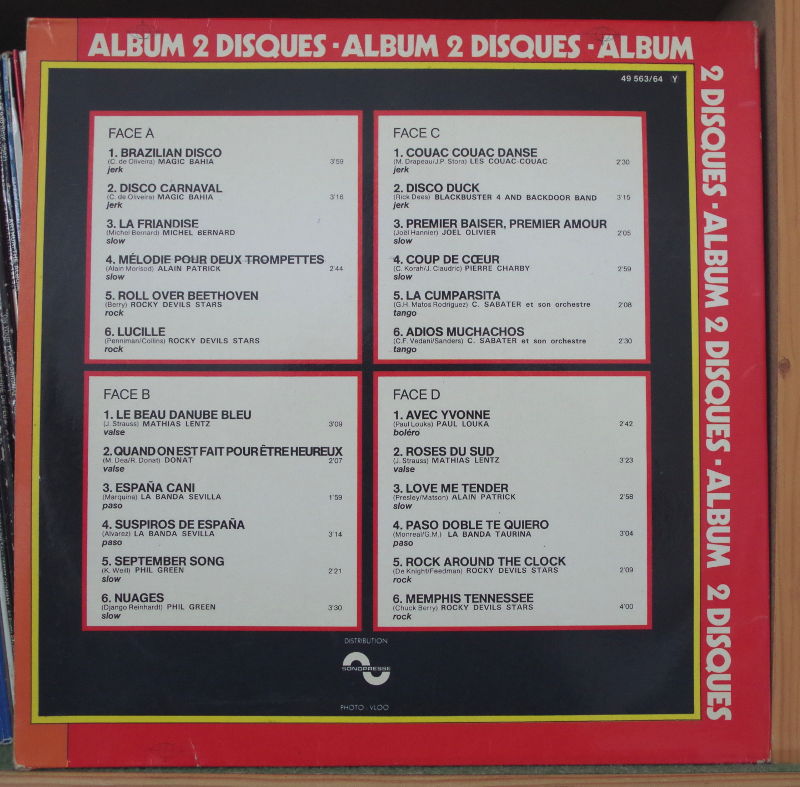 ALBUM 2 DISQUES · ALBUM 2 DISQUES · ALBUM
2 DISQUES · ALBUM 2 DISQUES · ALBUM 2 DISQUES
49 563/64 Y
FACE A
1. BRAZILIAN DISCO
(C. de Oliveira) MAGIC BAHIA 3'59
jerk
2. DISCO CARNAVAL
(C. de Oliveira) MAGIC BAHIA 3'16
jerk
3. LA FRIANDISE
(Michel Bernard) MICHEL BERNARD
slow
4. MÉLODIE POUR DEUX TROMPETTES
(Alain Morisod) ALAIN PATRICK 2'44
slow
5. ROLL OVER BEETHOVEN
(Berry) ROCKY DEVILS STARS
rock
6. LUCILLE
(Penniman/Collins) ROCKY DEVILS STARS
rock
FACE B
1. LE BEAU DANUBE BLEU
(J. Strauss) MATHIAS LENTZ 3'09
valse
2. QUAND ON EST FAIT POUR ÊTRE HEUREUX
(M. Dea/R. Donat) DONAT 2'07
valse
3. ESPAÑA CANI
(Marquina) LA BANDA SEVILLA 1'59
paso
4. SUSPIROS DE ESPAÑA
(Alvarez) LA BANDA SEVILLA 3'14
paso
5. SEPTEMBER SONG
(K. Weill) PHIL GREEN 2'21
slow
6. NUAGES
(Django Reinhardt) PHIL GREEN 3'30
slow
FACE C
1. COUAC COUAC DANSE
(M. Drapeau/J.P. Stora) LES COUAC-COUAC 2'30
jerk
2. DISCO DUCK
(Rick Dees) BLACKBUSTER 4 AND BACKDOOR BAND 3'15
jerk
3. PREMIER BAISER, PREMIER AMOUR
(Joël Hannier) JOEL OLIVIER 2'05
slow
4. COUP DE CŒUR
(C. Korah/J. Claudric) PIERRE CHARBY 2'59
slow
5. LA CUMPARSITA
(G.H. Matos Rodriguez) C. SABATER et son orchestre 2'08
tango
6. ADIOS MUCHACHOS
(C.F. Vedani/Sanders) C. SABATER et son orchestre 2'30
tango
FACE D
1. AVEC YVONNE
(Paul Louka) PAUL LOUKA 2'42
boléro
2. ROSES DU SUD
(J. Strauss) MATHIAS LENTZ 3'23
valse
3. LOVE ME TENDER
(Presley/Matson) ALAIN PATRICK 2'58
slow
4. PASO DOBLE TE QUIERO
(Monreal/G.M.) LA BANDA TAURINA 3'04
paso
5. ROCK AROUND THE CLOCK
(De Knight/Feedman) ROCKY DEVILS STARS 2'09
rock
6. MEMPHIS TENNESSEE
(Chuck Berry) ROCKY DEVILS STARS 4'00
rock
DISTRIBUTION
SONOPRESSE
PHOTO : VLOO